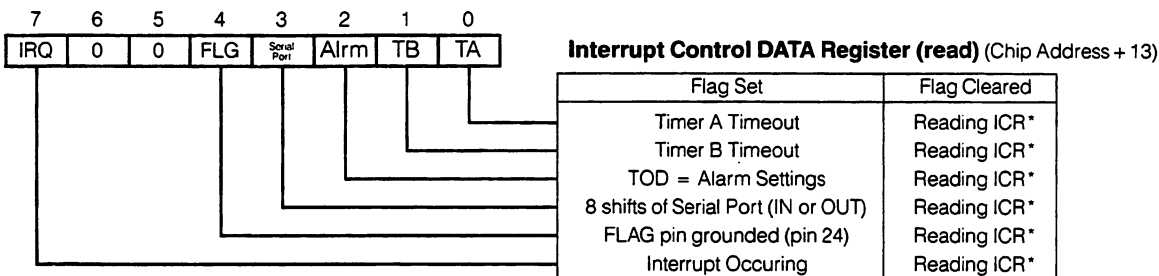 7 6 5 4 3 2 1 0
IRQ 0 0 FLG Serial Port Alrm TB TA
Interrupt Control DATA Register (read) (Chip Address + 13)
Flag Set Flag Cleared
Timer A Timeout Reading ICR*
Timer B Timeout Reading ICR*
TOD = Alarm Settings Reading ICR*
8 shifts of Serial Port (IN or OUT) Reading ICR*
FLAG pin grounded (pin 24) Reading ICR*
Interrupt Occuring Reading ICR*